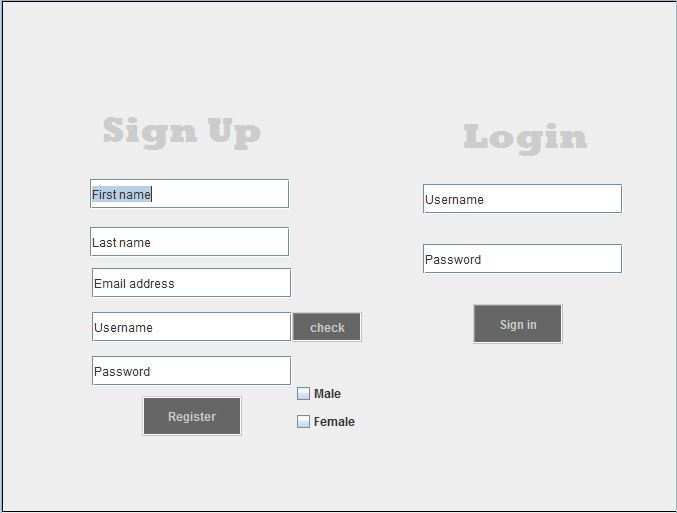 Sign Up
First name
Last name
Email address
Username
check
Password
Male
Register
Female
Login
Username
Password
Sign in